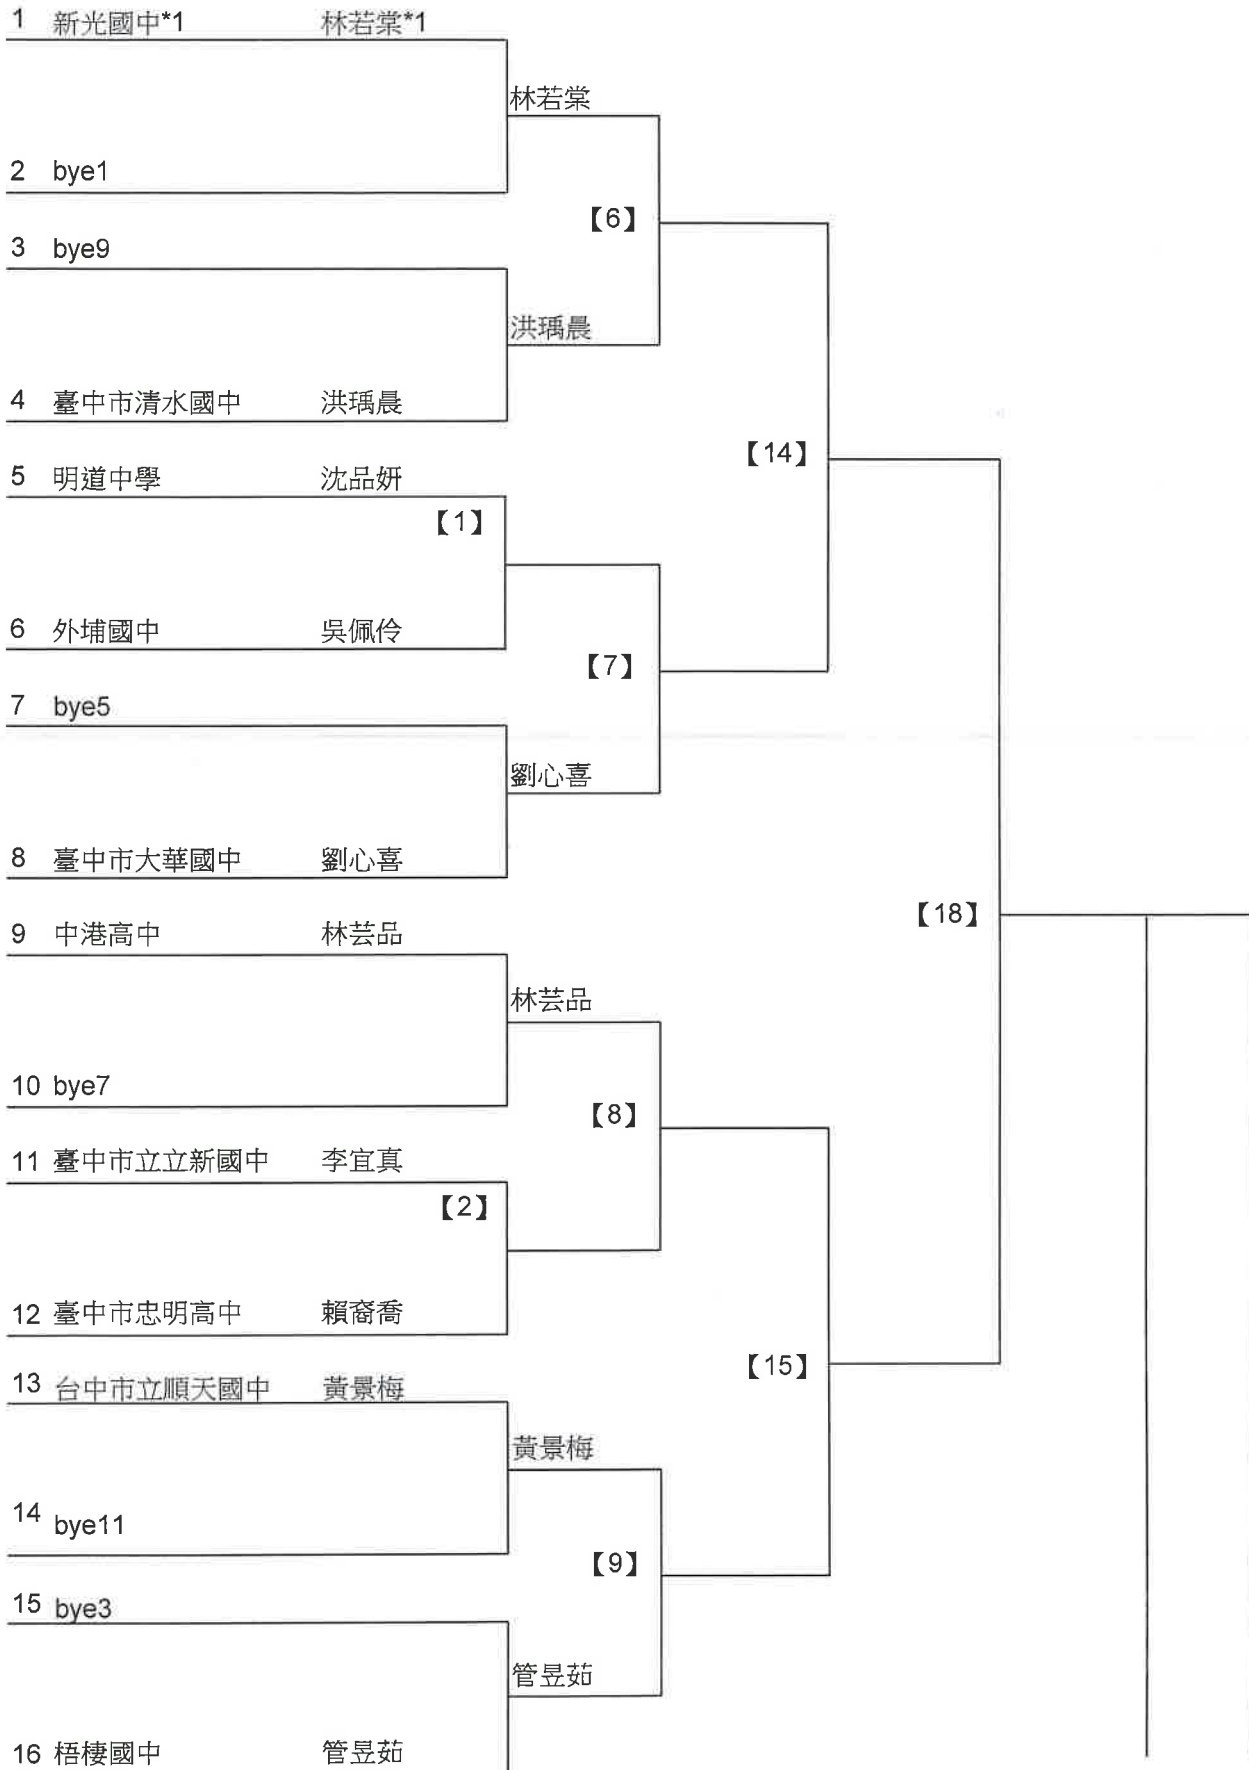 1 新光國中*1 林若棠*1
林若棠
2 bye1
【6】
3 bye9
洪瑀晨
4 臺中市清水國中 洪瑀晨
【14】
5 明道中學 沈品妍
【1】
6 外埔國中 吳佩伶
【7】
7 bye5
劉心喜
8 臺中市大華國中 劉心喜
【18】
9 中港高中 林芸品
林芸品
10 bye7
【8】
11 臺中市立立新國中 李宜真
【2】
12 臺中市忠明高中 賴裔喬
【15】
13 台中市立順天國中 黃景梅
黃景梅
14 bye11
【9】
15 bye3
管昱茹
16 梧棲國中 管昱茹